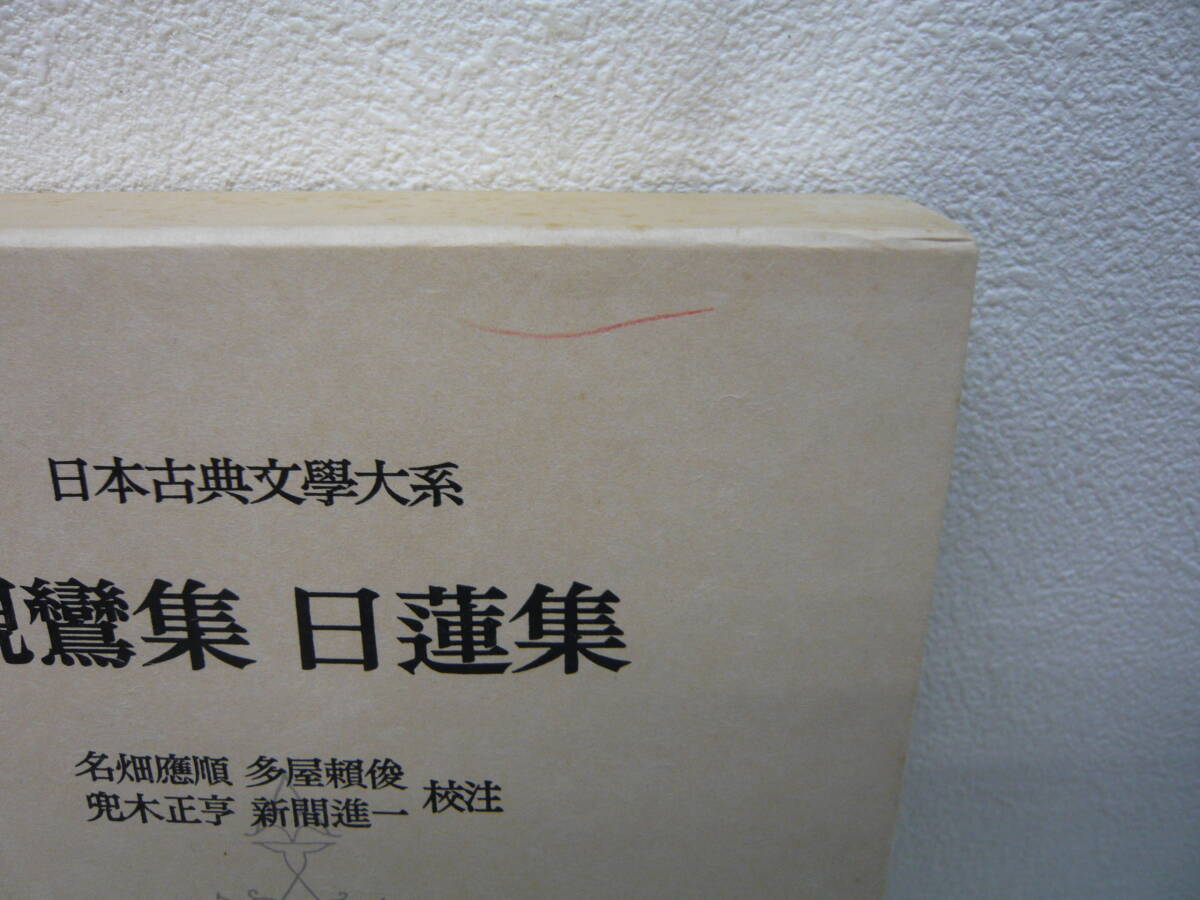 日本古典文學大系
親鸞集 日蓮集
名畑應順 多屋賴俊
兜木正亨 新間進一 校注